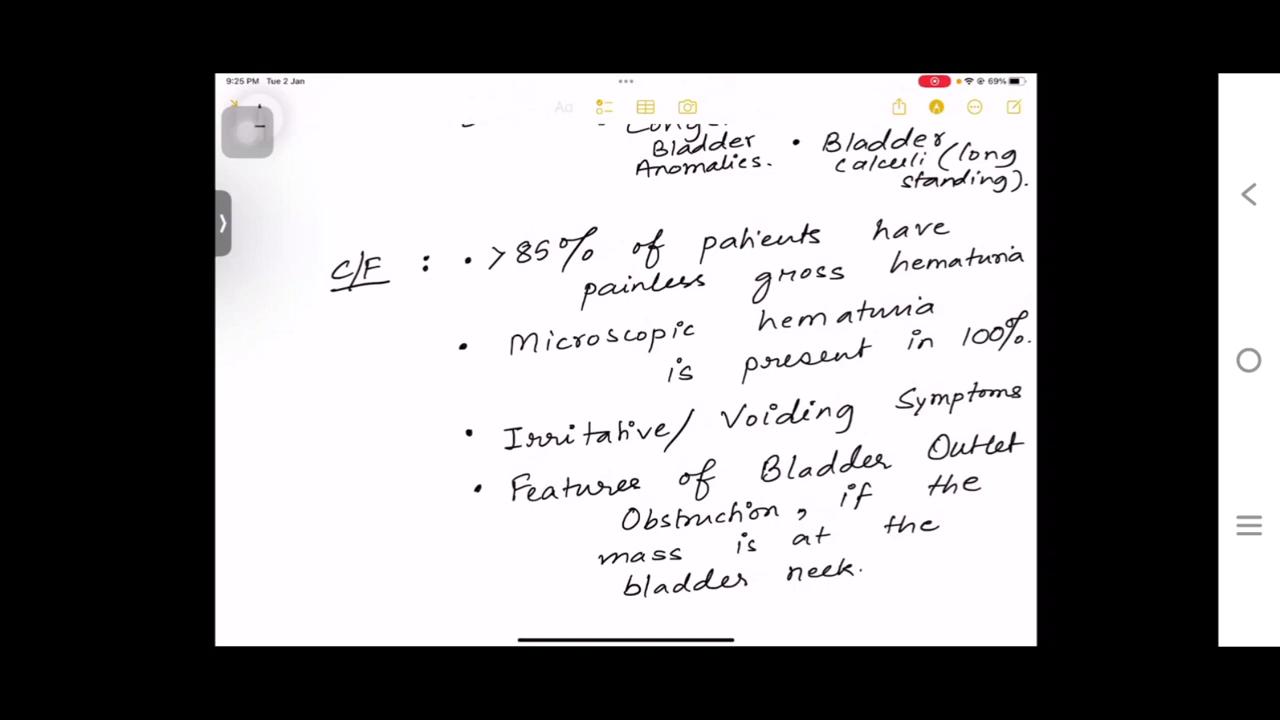 9:25 PM Tue 2 Jan
69%
Aa
Bladder
Anomalies.
• Bladder
calculi (long
standing).
C/F : • >85% of patients have
painless gross hematuria
• Microscopic hematuria
is present in 100%.
• Irritative/ Voiding Symptoms
• Features of Bladder Outlet
Obstruction, if the
mass is at the
bladder neck.